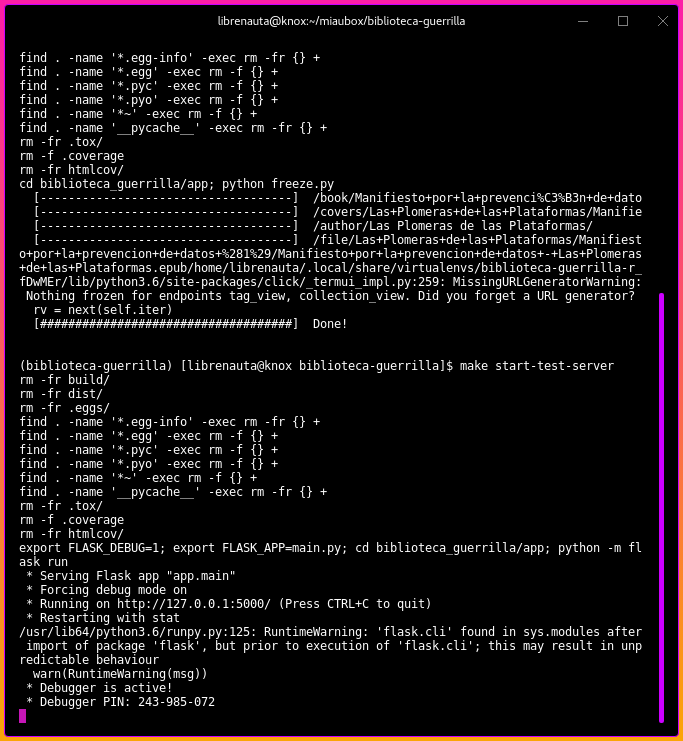 librenauta@knox:~/miaubox/biblioteca-guerrilla
find . -name '*.egg-info' -exec rm -fr {} +
find . -name '*.egg' -exec rm -f {} +
find . -name '*.pyc' -exec rm -f {} +
find . -name '*.pyo' -exec rm -f {} +
find . -name '*~' -exec rm -f {} +
find . -name '__pycache__' -exec rm -fr {} +
rm -fr .tox/
rm -f .coverage
rm -fr htmlcov/
cd biblioteca_guerrilla/app; python freeze.py
  [------------------------------------]  /book/Manifiesto+por+la+prevenci%C3%B3n+de+dato
  [------------------------------------]  /covers/Las+Plomeras+de+las+Plataformas/Manifie
  [------------------------------------]  /author/Las Plomeras de las Plataformas/
  [------------------------------------]  /file/Las+Plomeras+de+las+Plataformas/Manifiest
o+por+la+prevencion+de+datos+%281%29/Manifiesto+por+la+prevencion+de+datos+-+Las+Plomeras
+de+las+Plataformas.epub/home/librenauta/.local/share/virtualenvs/biblioteca-guerrilla-r_
fDwMEr/lib/python3.6/site-packages/click/_termui_impl.py:259: MissingURLGeneratorWarning:
 Nothing frozen for endpoints tag_view, collection_view. Did you forget a URL generator?
  rv = next(self.iter)
  [####################################]  Done!
(biblioteca-guerrilla) [librenauta@knox biblioteca-guerrilla]$ make start-test-server
rm -fr build/
rm -fr dist/
rm -fr .eggs/
find . -name '*.egg-info' -exec rm -fr {} +
find . -name '*.egg' -exec rm -f {} +
find . -name '*.pyc' -exec rm -f {} +
find . -name '*.pyo' -exec rm -f {} +
find . -name '*~' -exec rm -f {} +
find . -name '__pycache__' -exec rm -fr {} +
rm -fr .tox/
rm -f .coverage
rm -fr htmlcov/
export FLASK_DEBUG=1; export FLASK_APP=main.py; cd biblioteca_guerrilla/app; python -m fl
ask run
 * Serving Flask app "app.main"
 * Forcing debug mode on
 * Running on http://127.0.0.1:5000/ (Press CTRL+C to quit)
 * Restarting with stat
/usr/lib64/python3.6/runpy.py:125: RuntimeWarning: 'flask.cli' found in sys.modules after
 import of package 'flask', but prior to execution of 'flask.cli'; this may result in unp
redictable behaviour
  warn(RuntimeWarning(msg))
 * Debugger is active!
 * Debugger PIN: 243-985-072